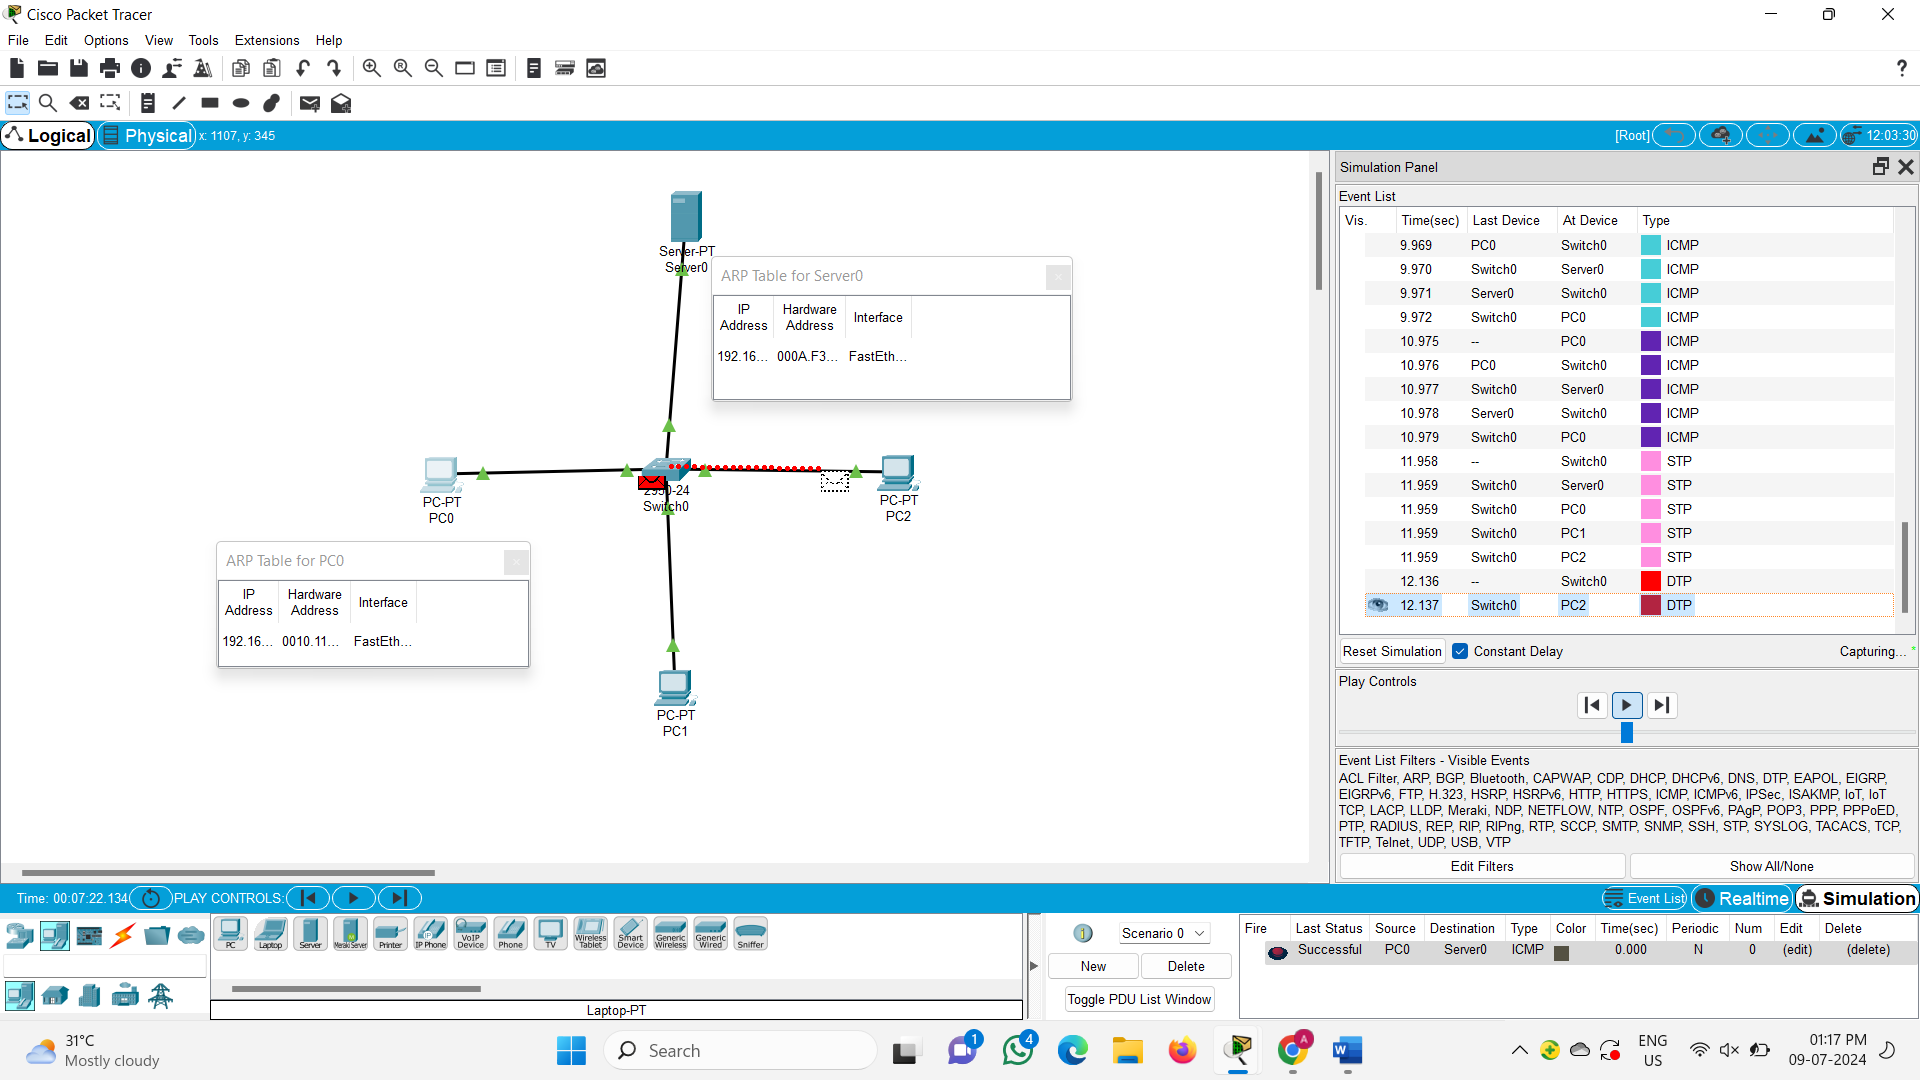 Cisco Packet Tracer
File Edit Options View Tools Extensions Help
Logical Physical x: 1107, y: 345 [Root] 12:03:30
Server-PT
Server0
ARP Table for Server0
IP Address Hardware Address Interface
192.16... 000A.F3... FastEth...
2950-24
Switch0
PC-PT
PC0
PC-PT
PC2
ARP Table for PC0
IP Address Hardware Address Interface
192.16... 0010.11... FastEth...
PC-PT
PC1
Simulation Panel
Event List
Vis. Time(sec) Last Device At Device Type
9.969 PC0 Switch0 ICMP
9.970 Switch0 Server0 ICMP
9.971 Server0 Switch0 ICMP
9.972 Switch0 PC0 ICMP
10.975 -- PC0 ICMP
10.976 PC0 Switch0 ICMP
10.977 Switch0 Server0 ICMP
10.978 Server0 Switch0 ICMP
10.979 Switch0 PC0 ICMP
11.958 -- Switch0 STP
11.959 Switch0 Server0 STP
11.959 Switch0 PC0 STP
11.959 Switch0 PC1 STP
11.959 Switch0 PC2 STP
12.136 -- Switch0 DTP
12.137 Switch0 PC2 DTP
Reset Simulation Constant Delay Capturing...
Play Controls
Event List Filters - Visible Events
ACL Filter, ARP, BGP, Bluetooth, CAPWAP, CDP, DHCP, DHCPv6, DNS, DTP, EAPOL, EIGRP,
EIGRPv6, FTP, H.323, HSRP, HSRPv6, HTTP, HTTPS, ICMP, ICMPv6, IPSec, ISAKMP, IoT, IoT
TCP, LACP, LLDP, Meraki, NDP, NETFLOW, NTP, OSPF, OSPFv6, PAgP, POP3, PPP, PPPoED,
PTP, RADIUS, REP, RIP, RIPng, RTP, SCCP, SMTP, SNMP, SSH, STP, SYSLOG, TACACS, TCP,
TFTP, Telnet, UDP, USB, VTP
Edit Filters Show All/None
Time: 00:07:22.134 PLAY CONTROLS: Event List Realtime Simulation
PC Laptop Server Meraki Server Printer IP Phone VoIP Device Phone TV Wireless Tablet Smart Device Generic Wireless Generic Wired Sniffer
Laptop-PT
Scenario 0
New Delete
Toggle PDU List Window
Fire Last Status Source Destination Type Color Time(sec) Periodic Num Edit Delete
Successful PC0 Server0 ICMP 0.000 N 0 (edit) (delete)
31°C
Mostly cloudy
Search
1
4
A
ENG
US
01:17 PM
09-07-2024